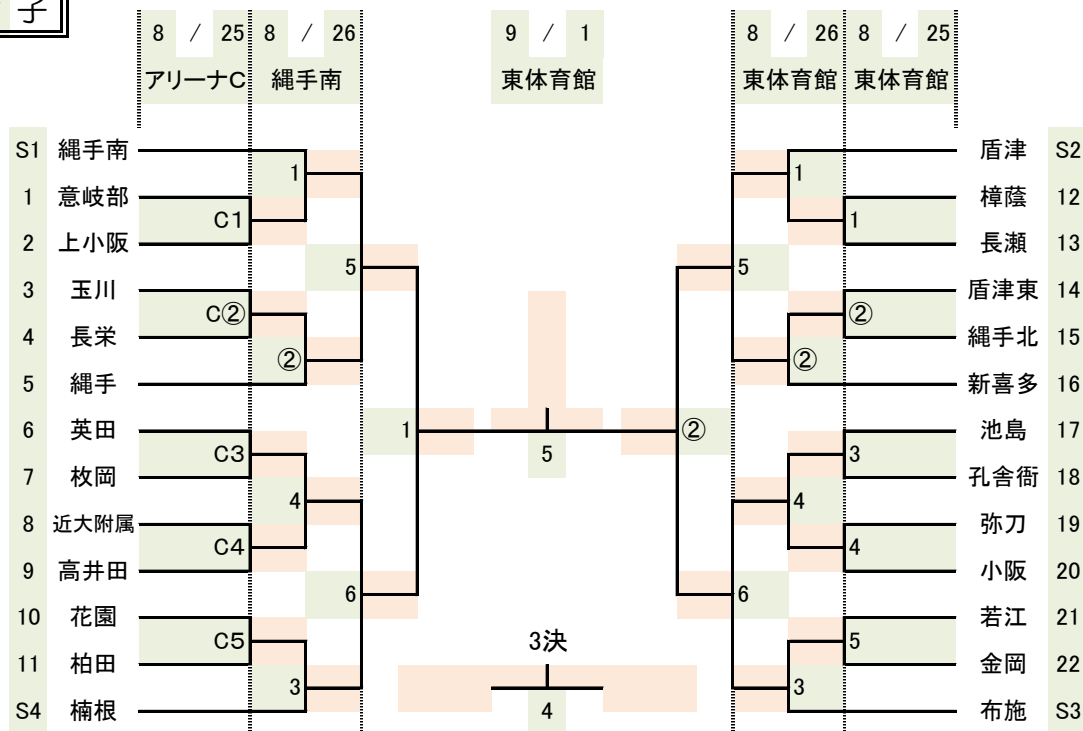 子
8 / 25 8 / 26 9 / 1 8 / 26 8 / 25
アリーナC 縄手南 東体育館 東体育館 東体育館
S1 縄手南 盾津 S2
1 1
1 意岐部 樟蔭 12
C1 1
2 上小阪 長瀬 13
5 5
3 玉川 盾津東 14
C② ②
4 長栄 縄手北 15
② ②
5 縄手 新喜多 16
6 英田 1 ② 池島 17
C3 5 3
7 枚岡 孔舎衙 18
4 4
8 近大附属 弥刀 19
C4 4
9 高井田 小阪 20
6 6
10 花園 若江 21
C5 3決 5
11 柏田 金岡 22
3 3
S4 楠根 4 布施 S3